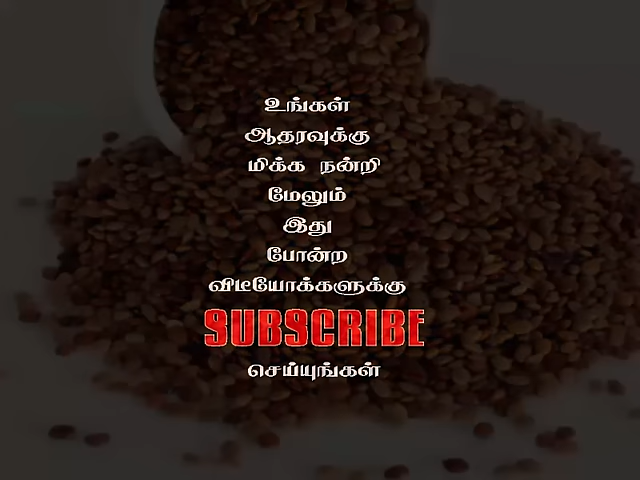 உங்கள்
ஆதரவுக்கு
மிக்க நன்றி
மேலும்
இது
போன்ற
விடீயோக்களுக்கு
SUBSCRIBE
செய்யுங்கள்